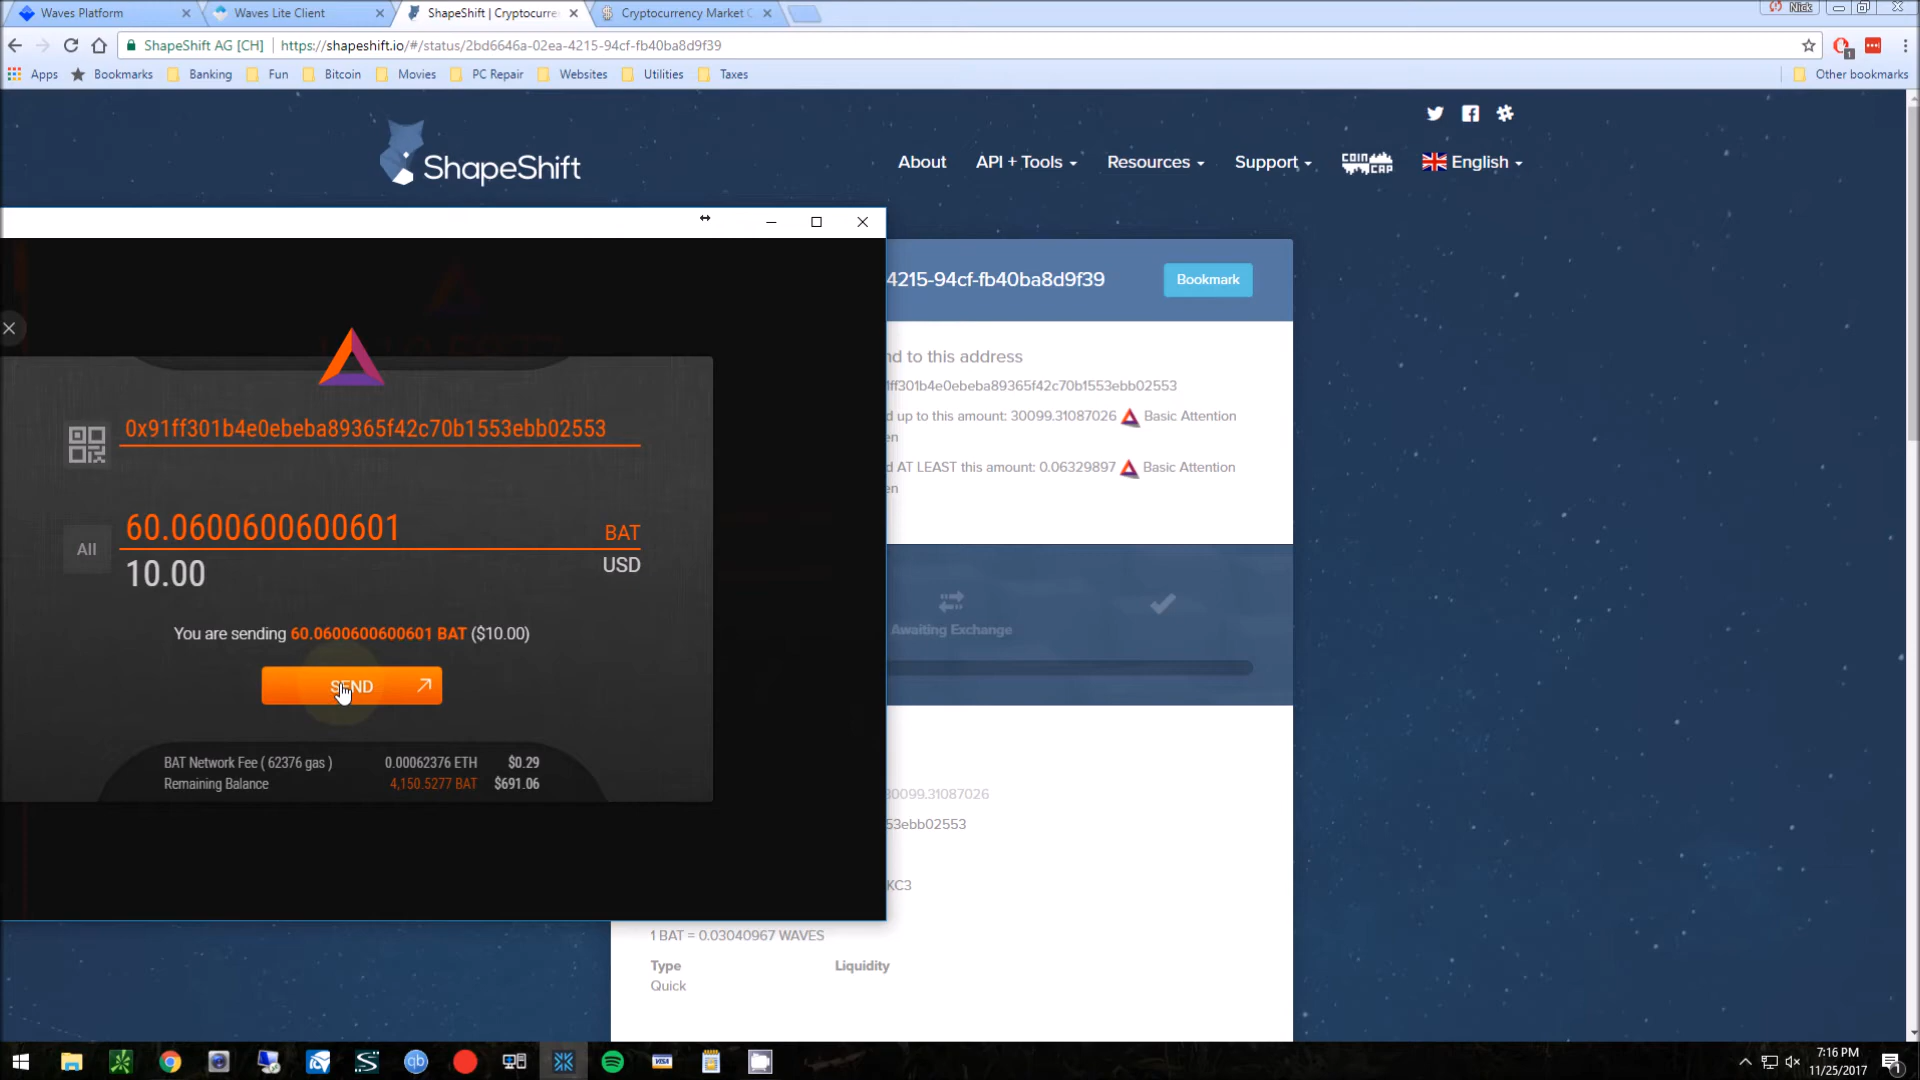 Waves Platform
Waves Lite Client
ShapeShift | Cryptocurre
Cryptocurrency Market C
Nick
ShapeShift AG [CH] https://shapeshift.io/#/status/2bd6646a-02ea-4215-94cf-fb40ba8d9f39
Apps Bookmarks Banking Fun Bitcoin Movies PC Repair Websites Utilities Taxes Other bookmarks
ShapeShift
About API + Tools Resources Support COIN CAP English
4215-94cf-fb40ba8d9f39 Bookmark
nd to this address
ff301b4e0ebeba89365f42c70b1553ebb02553
d up to this amount: 30099.31087026 Basic Attention
en
d AT LEAST this amount: 0.06329897 Basic Attention
en
Awaiting Exchange
30099.31087026
53ebb02553
KC3
1 BAT = 0.03040967 WAVES
Type Liquidity
Quick
0x91ff301b4e0ebeba89365f42c70b1553ebb02553
All 60.0600600600601 BAT
10.00 USD
You are sending 60.0600600600601 BAT ($10.00)
SEND
BAT Network Fee ( 62376 gas ) 0.00062376 ETH $0.29
Remaining Balance 4,150.5277 BAT $691.06
7:16 PM
11/25/2017